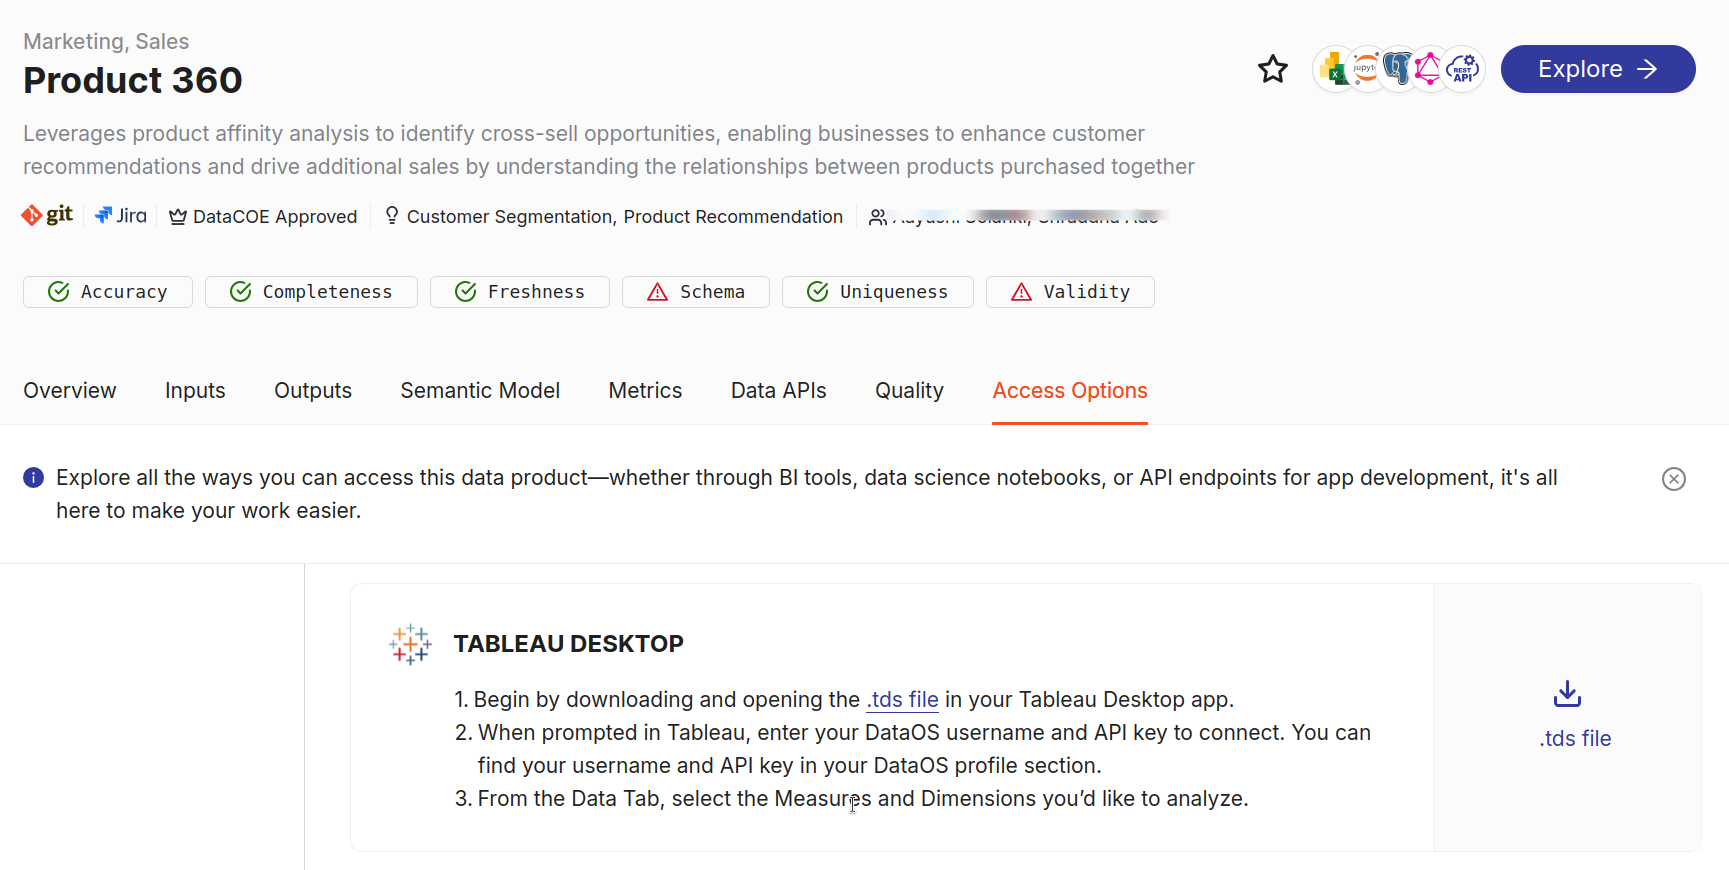 Marketing, Sales
Product 360
jupyt
REST
API
Explore
Leverages product affinity analysis to identify cross-sell opportunities, enabling businesses to enhance customer
recommendations and drive additional sales by understanding the relationships between products purchased together
git
Jira
DataCOE Approved
Customer Segmentation, Product Recommendation
Accuracy
Completeness
Freshness
Schema
Uniqueness
Validity
Overview
Inputs
Outputs
Semantic Model
Metrics
Data APIs
Quality
Access Options
Explore all the ways you can access this data product—whether through BI tools, data science notebooks, or API endpoints for app development, it's all
here to make your work easier.
TABLEAU DESKTOP
1. Begin by downloading and opening the .tds file in your Tableau Desktop app.
2. When prompted in Tableau, enter your DataOS username and API key to connect. You can
find your username and API key in your DataOS profile section.
3. From the Data Tab, select the Measures and Dimensions you’d like to analyze.
.tds file